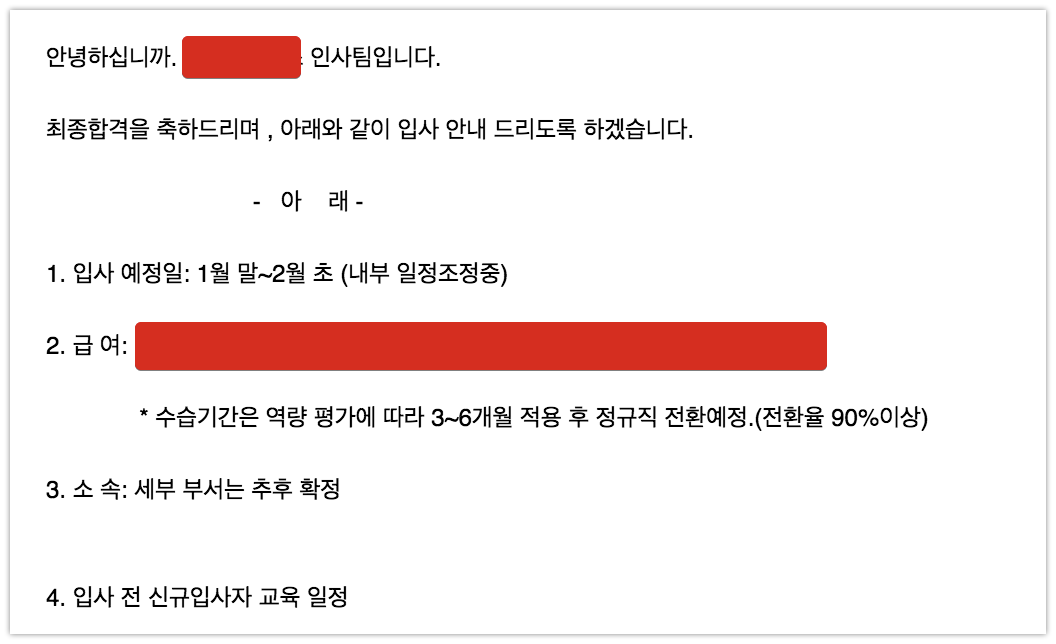 안녕하십니까. 인사팀입니다.
최종합격을 축하드리며 , 아래와 같이 입사 안내 드리도록 하겠습니다.
- 아 래 -
1. 입사 예정일: 1월 말~2월 초 (내부 일정조정중)
2. 급 여:
* 수습기간은 역량 평가에 따라 3~6개월 적용 후 정규직 전환예정.(전환율 90%이상)
3. 소 속: 세부 부서는 추후 확정
4. 입사 전 신규입사자 교육 일정